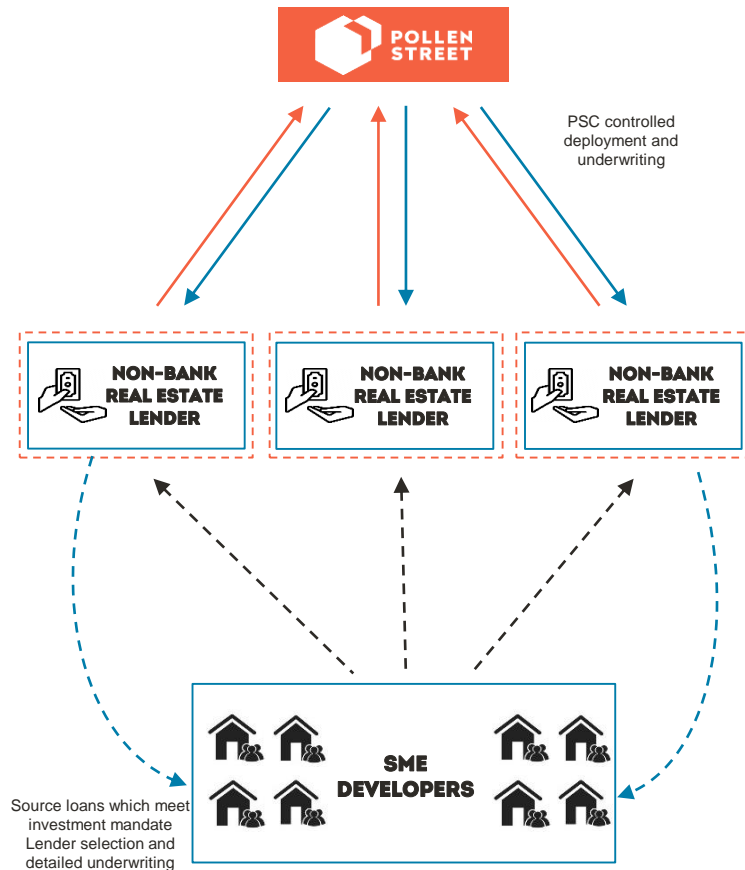 POLLEN
STREET
PSC controlled
deployment and
underwriting
NON-BANK
REAL ESTATE
LENDER
NON-BANK
REAL ESTATE
LENDER
NON-BANK
REAL ESTATE
LENDER
SME
DEVELOPERS
Source loans which meet
investment mandate
Lender selection and
detailed underwriting